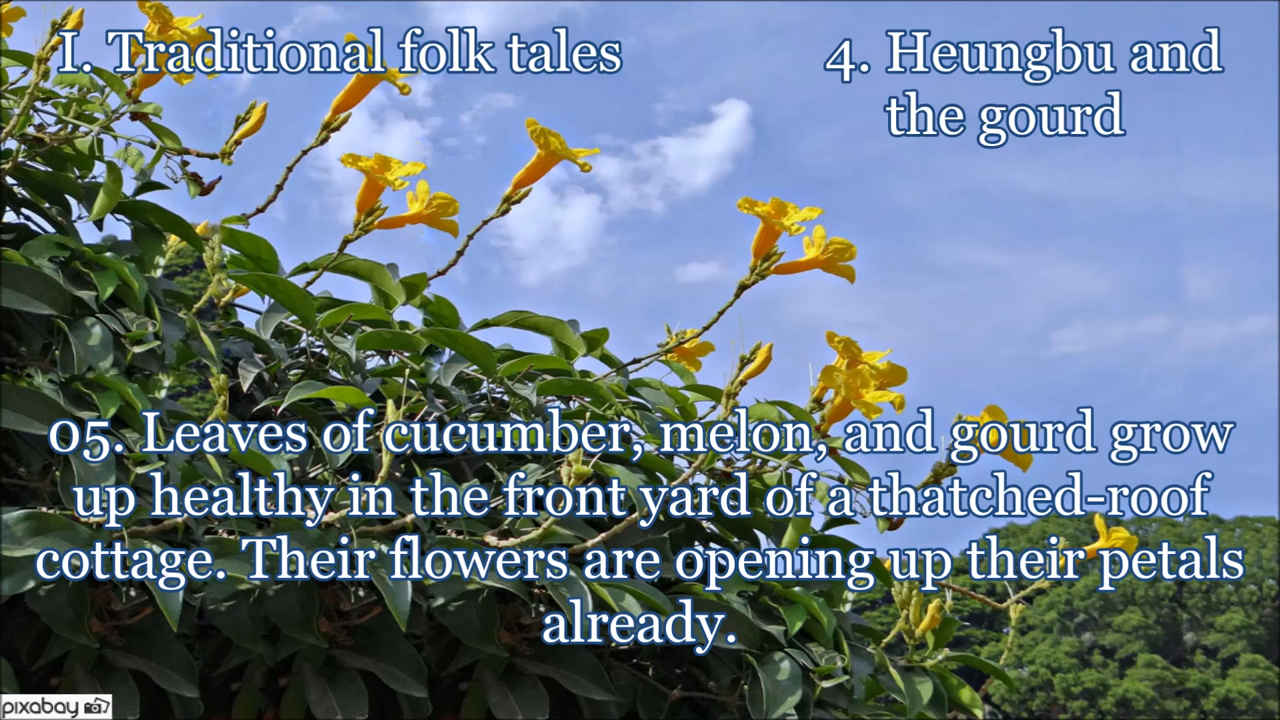 I. Traditional folk tales
4. Heungbu and
the gourd
05. Leaves of cucumber, melon, and gourd grow
up healthy in the front yard of a thatched-roof
cottage. Their flowers are opening up their petals
already.
pixabay